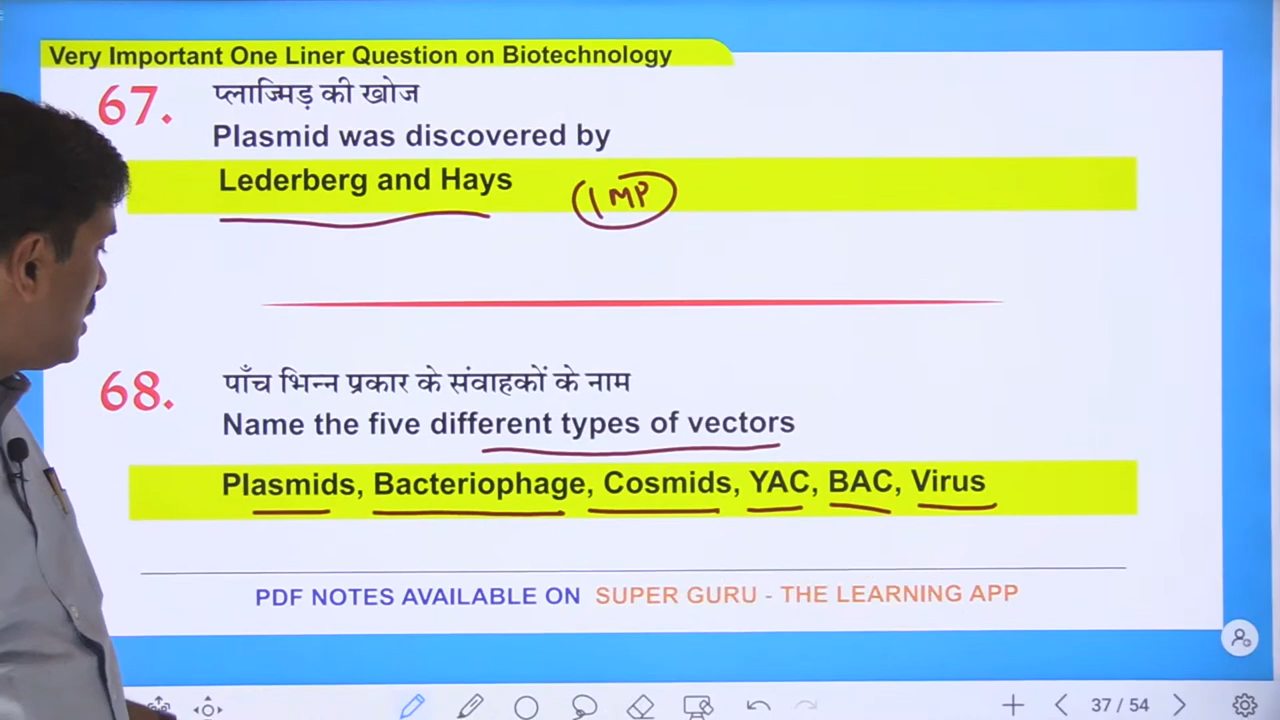 Very Important One Liner Question on Biotechnology
67.
प्लाज्मिड़ की खोज
Plasmid was discovered by
Lederberg and Hays
IMP
68.
पाँच भिन्न प्रकार के संवाहकों के नाम
Name the five different types of vectors
Plasmids, Bacteriophage, Cosmids, YAC, BAC, Virus
PDF NOTES AVAILABLE ON SUPER GURU - THE LEARNING APP
37 / 54